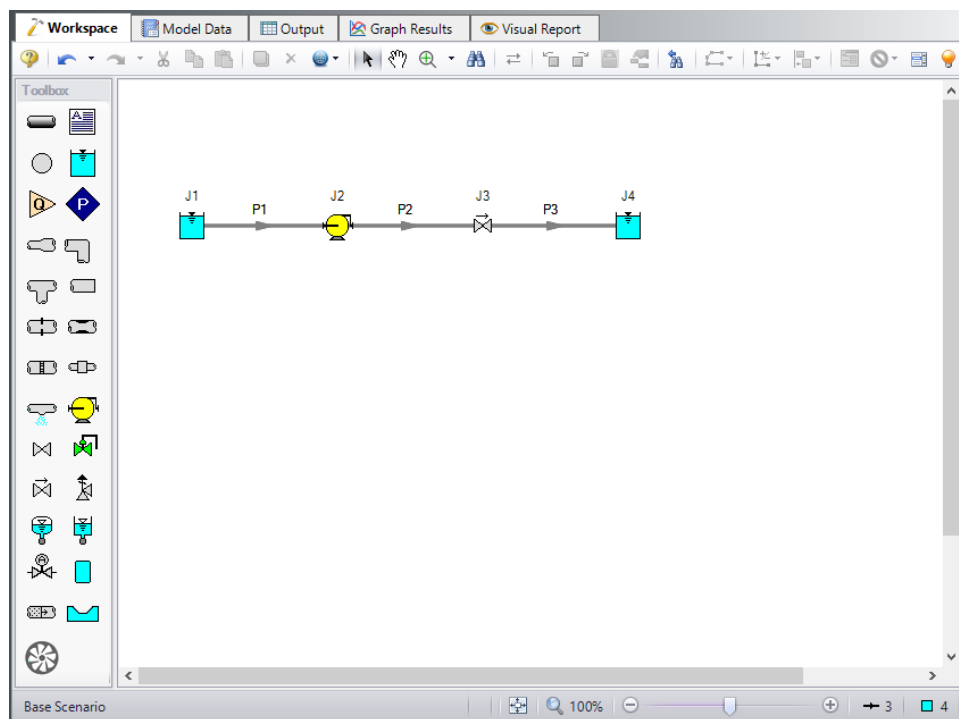 Workspace Model Data Output Graph Results Visual Report
Toolbox
J1 J2 J3 J4
P1 P2 P3
Q P
Base Scenario 100% 3 4